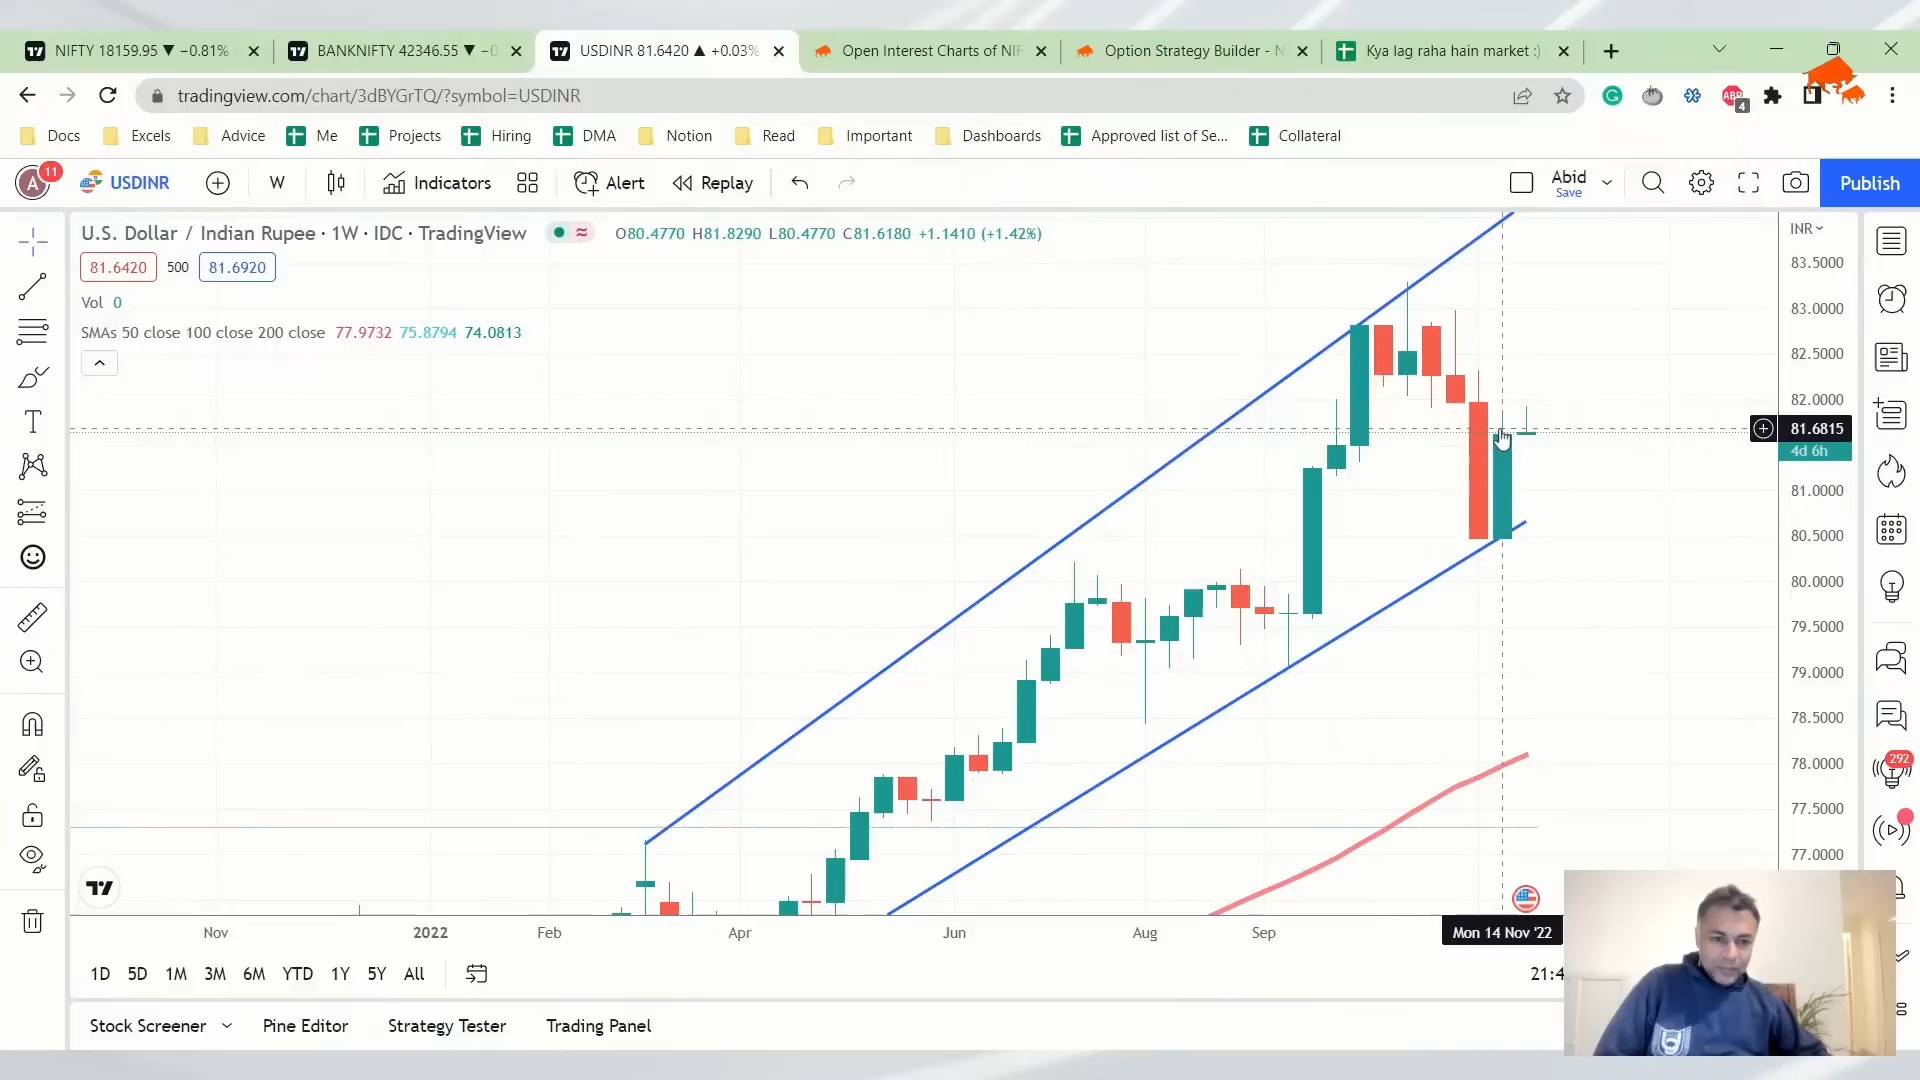 NIFTY 18159.95 ▼ −0.81%
BANKNIFTY 42346.55 ▼ −0
USDINR 81.6420 ▲ +0.03%
Open Interest Charts of NIF
Option Strategy Builder - N
Kya lag raha hain market :)
tradingview.com/chart/3dBYGrTQ/?symbol=USDINR
ABP
4
Docs
Excels
Advice
Me
Projects
Hiring
DMA
Notion
Read
Important
Dashboards
Approved list of Se...
Collateral
A
11
USDINR
W
Indicators
Alert
Replay
Abid
Save
Publish
U.S. Dollar / Indian Rupee · 1W · IDC · TradingView
O80.4770 H81.8290 L80.4770 C81.6180 +1.1410 (+1.42%)
INR
81.6420
500
81.6920
Vol 0
SMAs 50 close 100 close 200 close 77.9732 75.8794 74.0813
83.5000
83.0000
82.5000
82.0000
81.6815
4d 6h
81.0000
80.5000
80.0000
79.5000
79.0000
78.5000
78.0000
77.5000
77.0000
292
Nov
2022
Feb
Apr
Jun
Aug
Sep
Mon 14 Nov '22
1D
5D
1M
3M
6M
YTD
1Y
5Y
All
21:4
Stock Screener
Pine Editor
Strategy Tester
Trading Panel